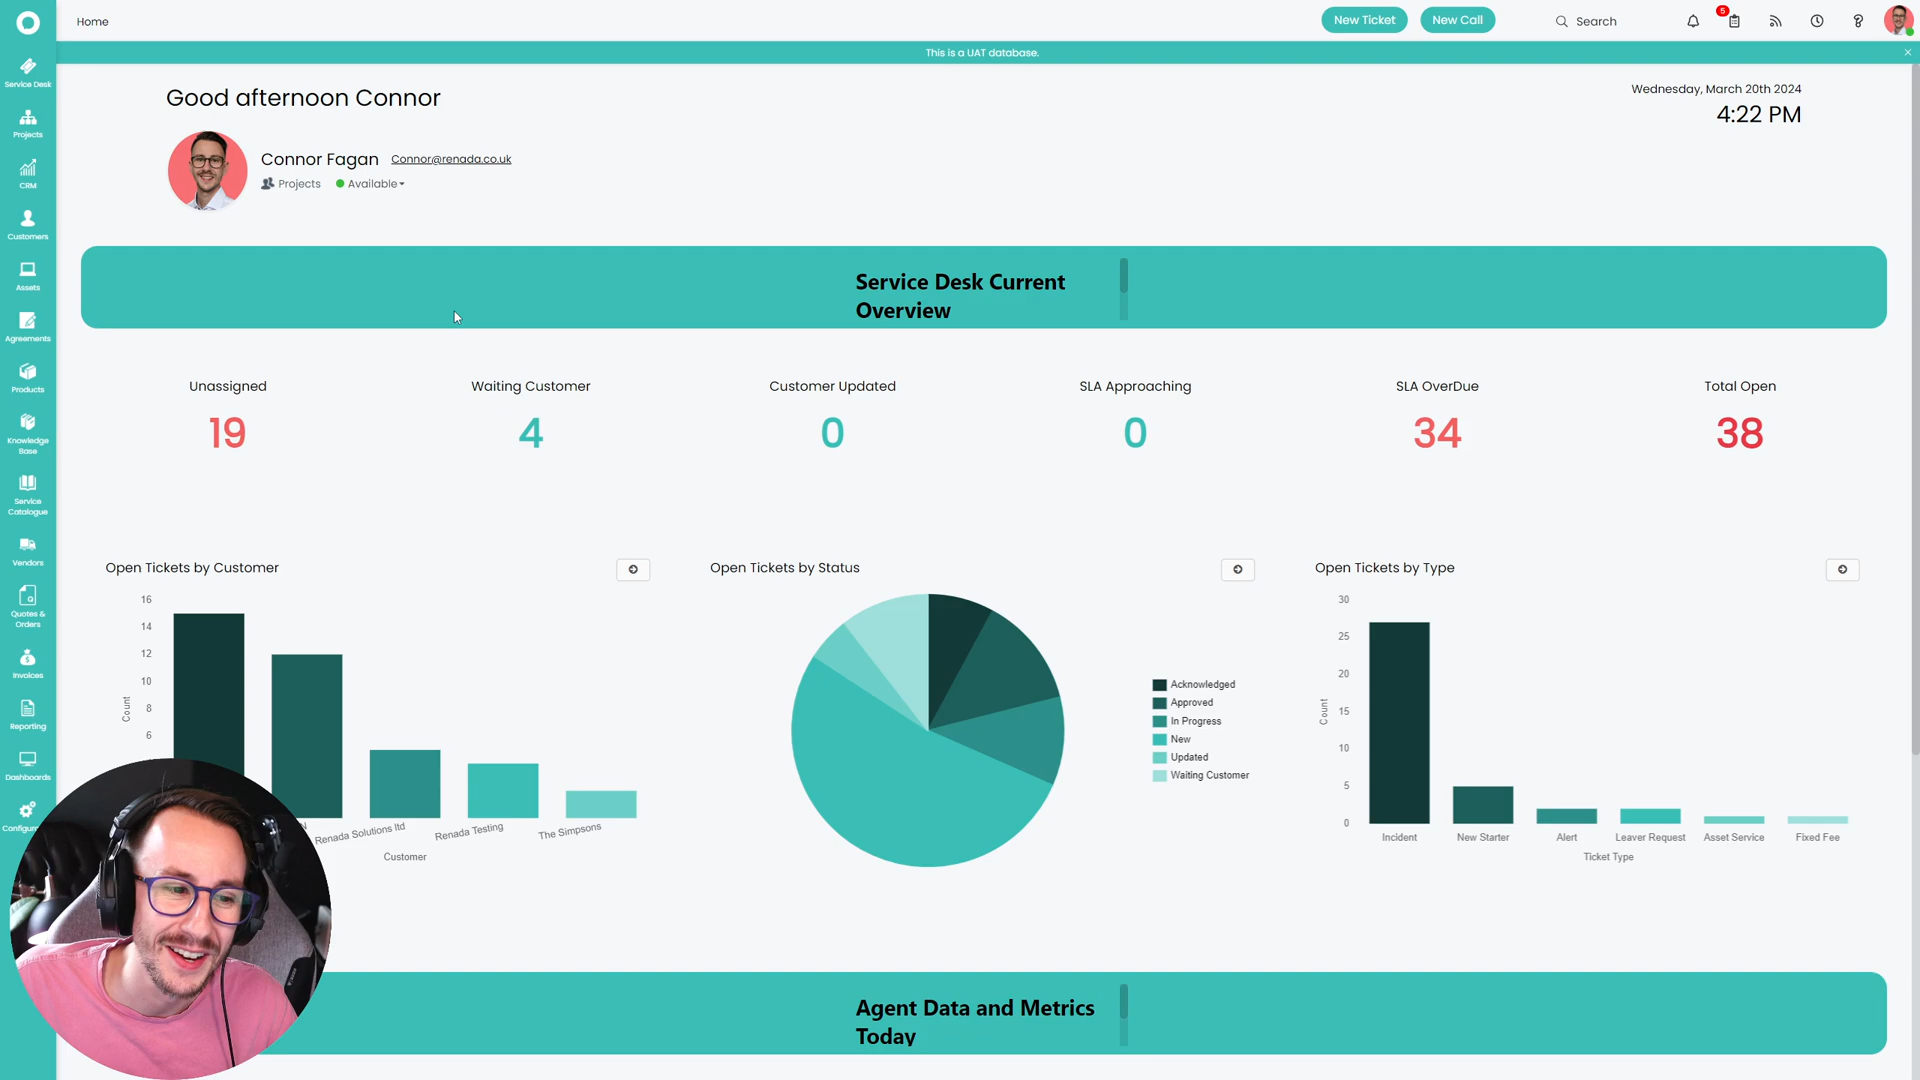 Home
New Ticket
New Call
Search
5
This is a UAT database.
Service Desk
Projects
CRM
Customers
Assets
Agreements
Products
Knowledge
Base
Service
Catalogue
Vendors
Quotes &
Orders
Invoices
Reporting
Dashboards
Good afternoon Connor
Wednesday, March 20th 2024
4:22 PM
Connor Fagan Connor@renada.co.uk
Projects Available
Service Desk Current
Overview
Unassigned
19
Waiting Customer
4
Customer Updated
0
SLA Approaching
0
SLA OverDue
34
Total Open
38
Open Tickets by Customer
16
14
12
10
8
6
Count
Renada Solutions ltd
Renada Testing
The Simpsons
Customer
Open Tickets by Status
Acknowledged
Approved
In Progress
New
Updated
Waiting Customer
Open Tickets by Type
30
25
20
15
10
5
0
Count
Incident
New Starter
Alert
Leaver Request
Asset Service
Fixed Fee
Ticket Type
Agent Data and Metrics
Today